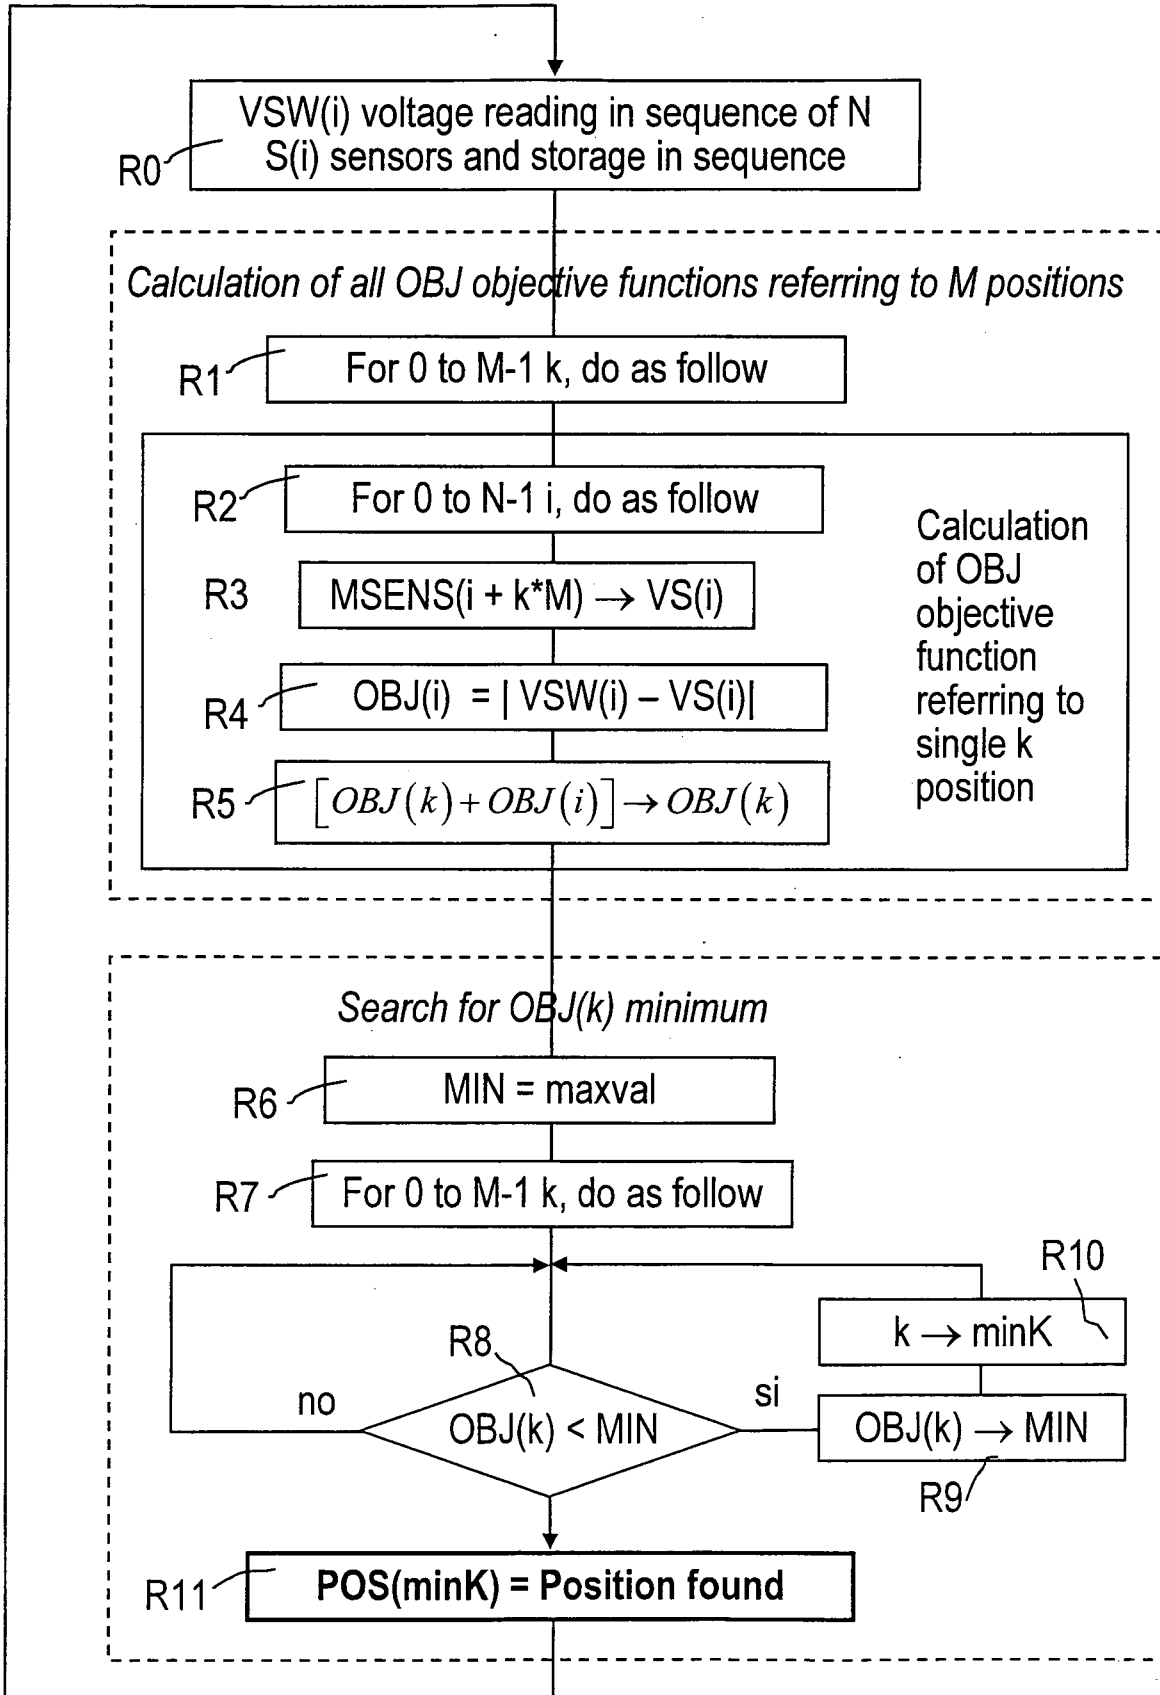 VSW(i) voltage reading in sequence of N
S(i) sensors and storage in sequence
R0
Calculation of all OBJ objective functions referring to M positions
R1
For 0 to M-1 k, do as follow
R2
For 0 to N-1 i, do as follow
R3
MSENS(i + k*M) → VS(i)
R4
OBJ(i) = | VSW(i) – VS(i)|
R5
[OBJ(k) + OBJ(i)] → OBJ(k)
Calculation
of OBJ
objective
function
referring to
single k
position
Search for OBJ(k) minimum
R6
MIN = maxval
R7
For 0 to M-1 k, do as follow
R10
k → minK
R8
no
OBJ(k) < MIN
si
OBJ(k) → MIN
R9
R11
POS(minK) = Position found